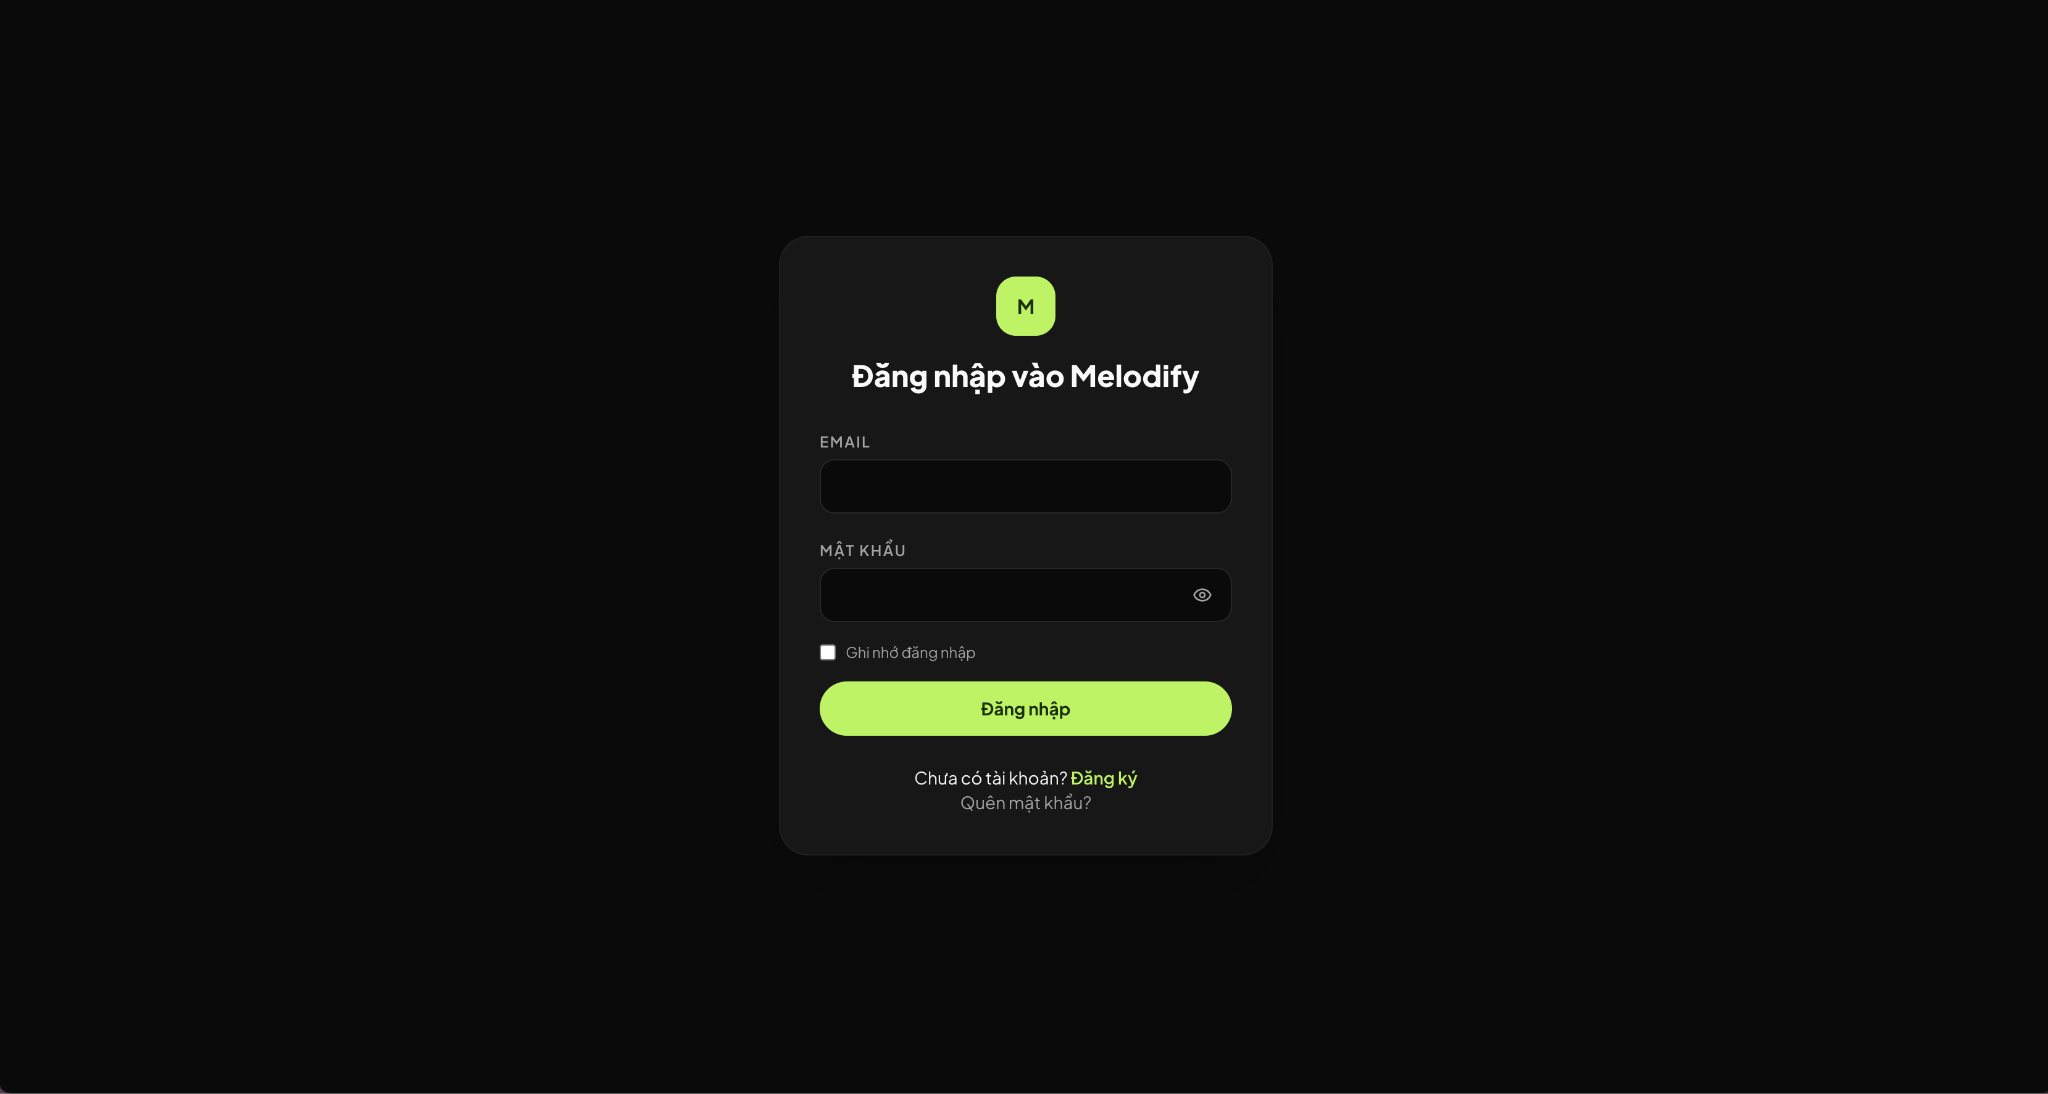 M
Đăng nhập vào Melodify
EMAIL
MẬT KHẨU
Ghi nhớ đăng nhập
Đăng nhập
Chưa có tài khoản? Đăng ký
Quên mật khẩu?